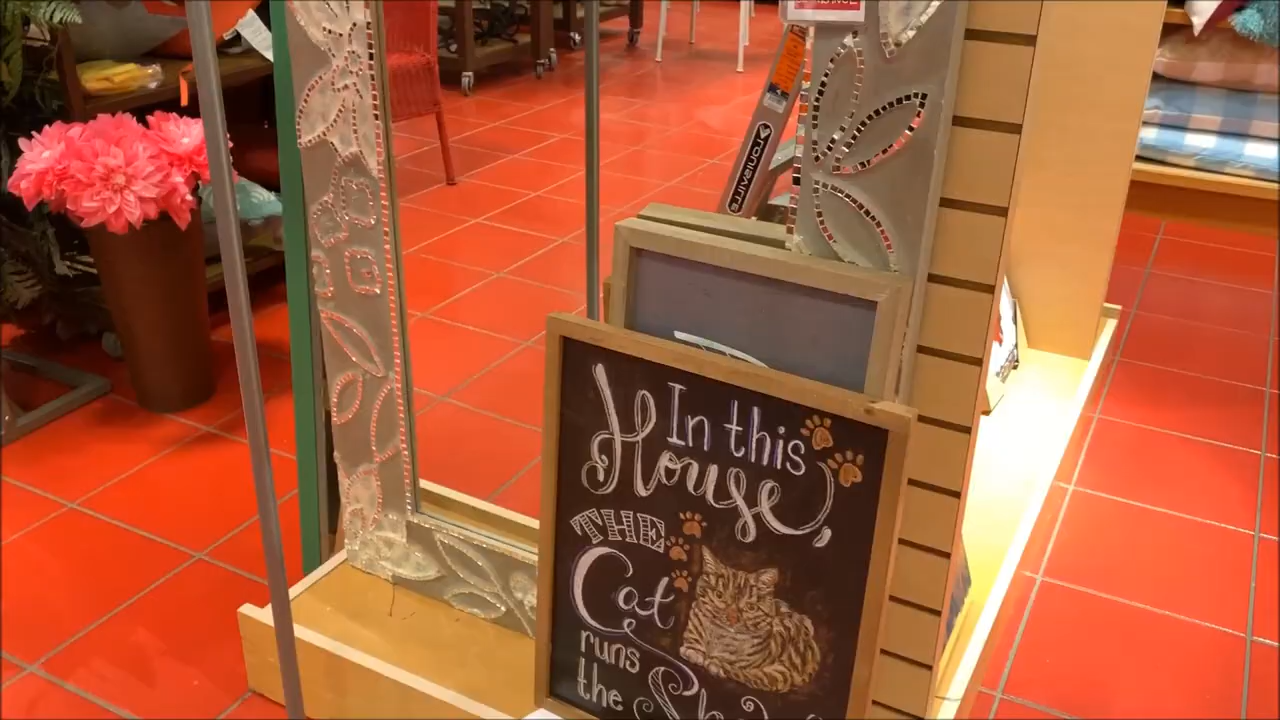 In this
House,
THE
Cat
runs
the